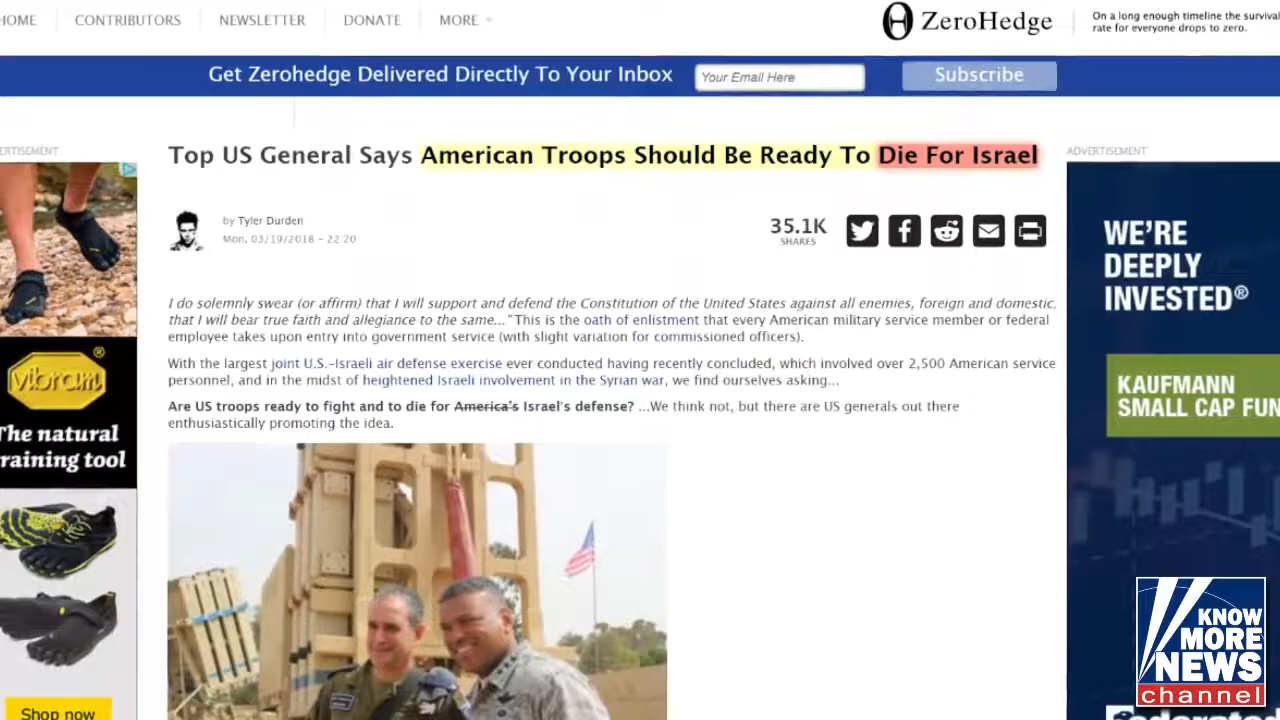 HOME CONTRIBUTORS NEWSLETTER DONATE MORE
ZeroHedge
On a long enough timeline the survival
rate for everyone drops to zero.
Get Zerohedge Delivered Directly To Your Inbox
Your Email Here
Subscribe
ERTISEMENT
ADVERTISEMENT
Top US General Says American Troops Should Be Ready To Die For Israel
by Tyler Durden
Mon, 03/19/2018 - 22:20
35.1K
SHARES
I do solemnly swear (or affirm) that I will support and defend the Constitution of the United States against all enemies, foreign and domestic,
that I will bear true faith and allegiance to the same..." This is the oath of enlistment that every American military service member or federal
employee takes upon entry into government service (with slight variation for commissioned officers).
With the largest joint U.S.-Israeli air defense exercise ever conducted having recently concluded, which involved over 2,500 American service
personnel, and in the midst of heightened Israeli involvement in the Syrian war, we find ourselves asking...
Are US troops ready to fight and to die for America's Israel's defense? ...We think not, but there are US generals out there
enthusiastically promoting the idea.
vibram®
The natural
raining tool
Shop now
WE'RE
DEEPLY
INVESTED®
KAUFMANN
SMALL CAP FUN
KNOW
MORE
NEWS
channel